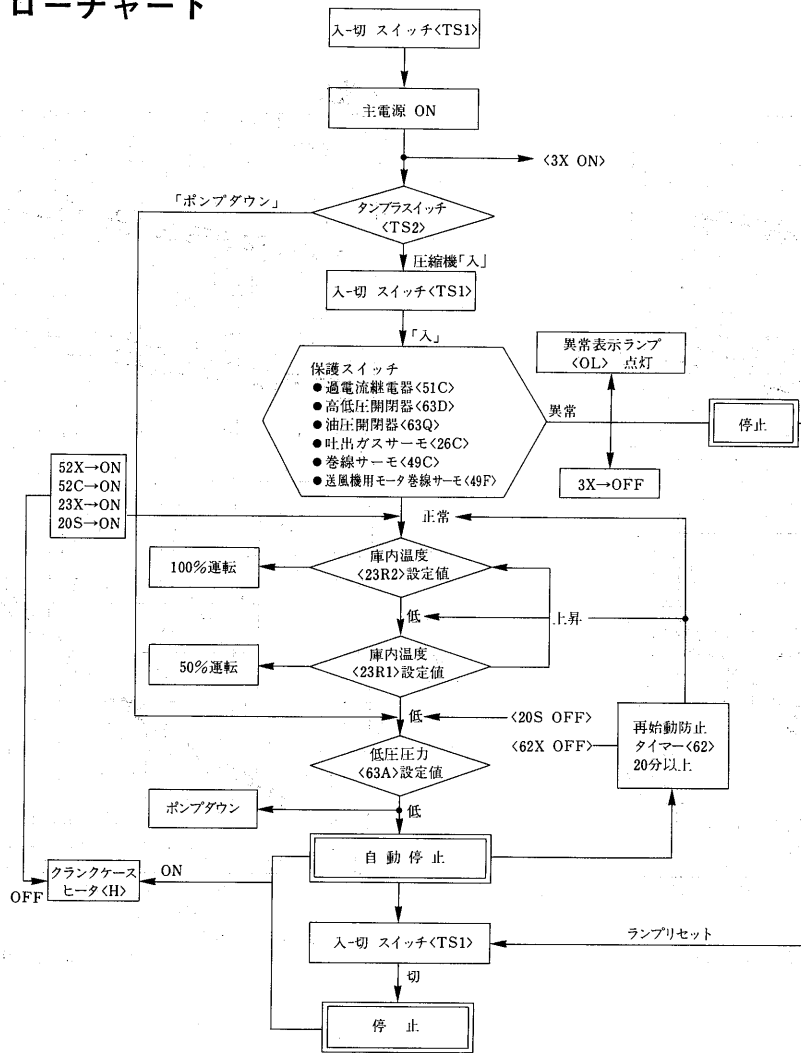 ローチャート
入-切 スイッチ<TS1>
主電源 ON
<3X ON>
「ポンプダウン」
タンブラスイッチ
<TS2>
圧縮機「入」
入-切 スイッチ<TS1>
「入」
異常表示ランプ
<OL> 点灯
保護スイッチ
●過電流継電器<51C>
●高低圧開閉器<63D>
●油圧開閉器<63Q>
●吐出ガスサーモ<26C>
●巻線サーモ<49C>
●送風機用モータ巻線サーモ<49F>
異常
停止
3X→OFF
52X→ON
52C→ON
23X→ON
20S→ON
正常
100%運転
庫内温度
<23R2>設定値
低
上昇
50%運転
庫内温度
<23R1>設定値
低
<20S OFF>
<62X OFF>
再始動防止
タイマー<62>
20分以上
低圧圧力
<63A>設定値
ポンプダウン
低
自動停止
クランクケース
ヒータ<H>
ON
OFF
入-切 スイッチ<TS1>
ランプリセット
切
停 止